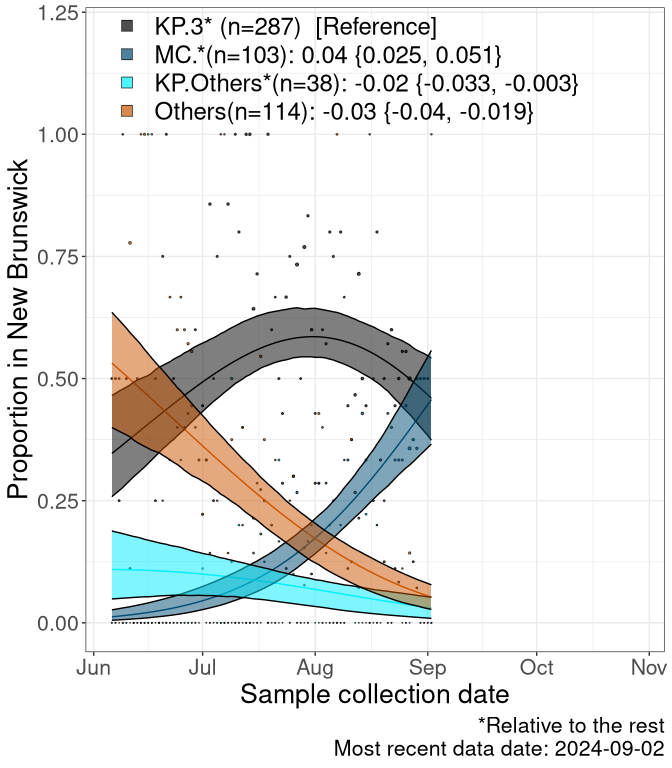 1.25
KP.3* (n=287)  [Reference]
MC.*(n=103): 0.04 {0.025, 0.051}
KP.Others*(n=38): -0.02 {-0.033, -0.003}
Others(n=114): -0.03 {-0.04, -0.019}
1.00
0.75
0.50
0.25
0.00
Proportion in New Brunswick
Jun Jul Aug Sep Oct Nov
Sample collection date
*Relative to the rest
Most recent data date: 2024-09-02